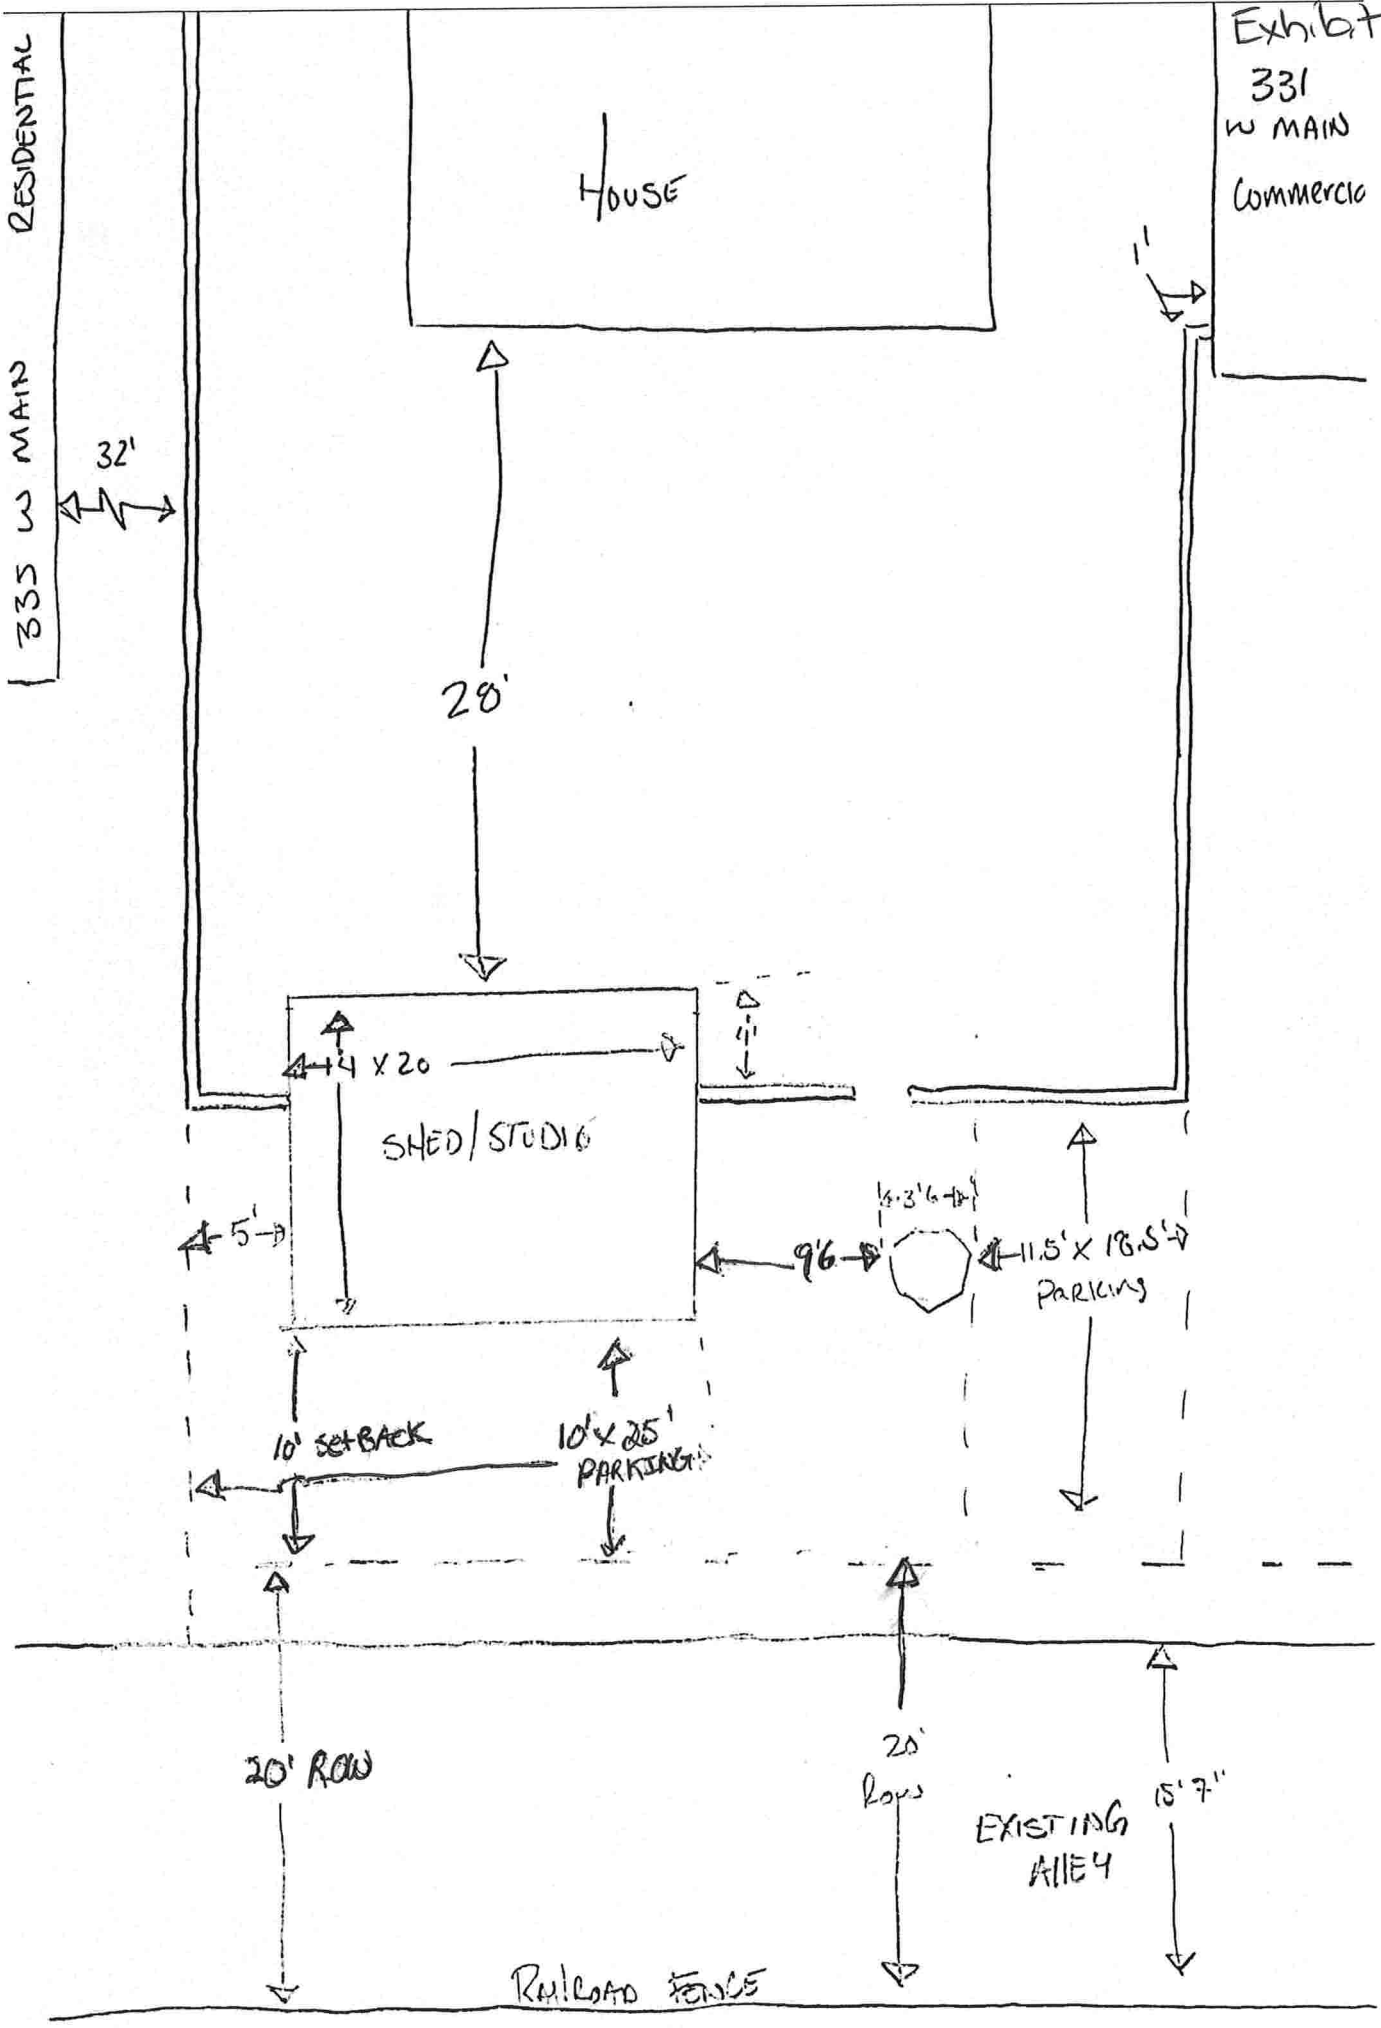 Exhibit
331
W MAIN
Commercia
335 W MAIN RESIDENTIAL
HOUSE
1'
32'
28'
4'
14 X 20
SHED/STUDIO
5'
9'6
3'6
11.5' X 18.5'
PARKING
10' SETBACK
10' X 25'
PARKING
20' ROW
20'
Row
EXISTING
AllEY
15'7"
RAIlROAD FENCE